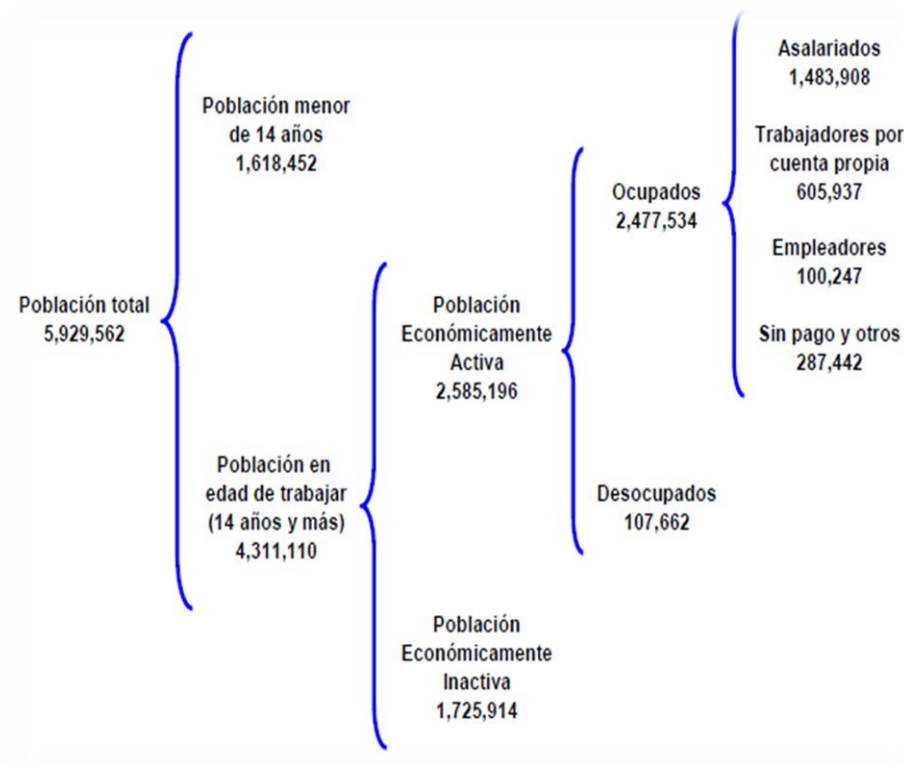 Población total
5,929,562
Población menor
de 14 años
1,618,452
Población en
edad de trabajar
(14 años y más)
4,311,110
Población
Económicamente
Activa
2,585,196
Población
Económicamente
Inactiva
1,725,914
Ocupados
2,477,534
Desocupados
107,662
Asalariados
1,483,908
Trabajadores por
cuenta propia
605,937
Empleadores
100,247
Sin pago y otros
287,442